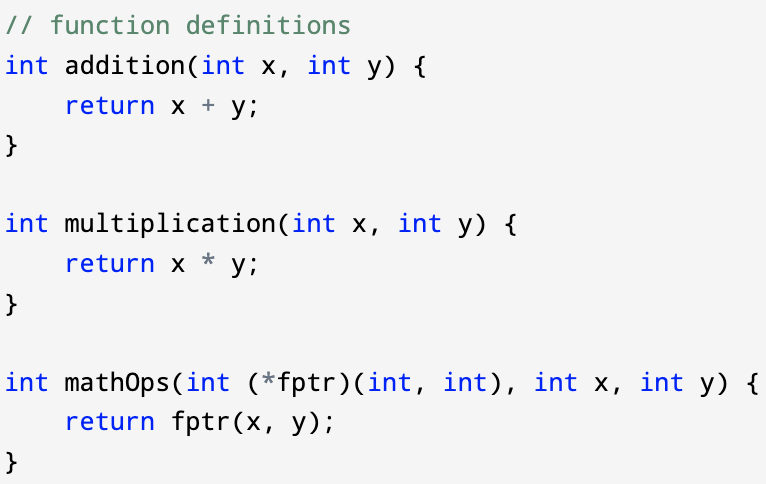 // function definitions
int addition(int x, int y) {
    return x + y;
}

int multiplication(int x, int y) {
    return x * y;
}

int mathOps(int (*fptr)(int, int), int x, int y) {
    return fptr(x, y);
}